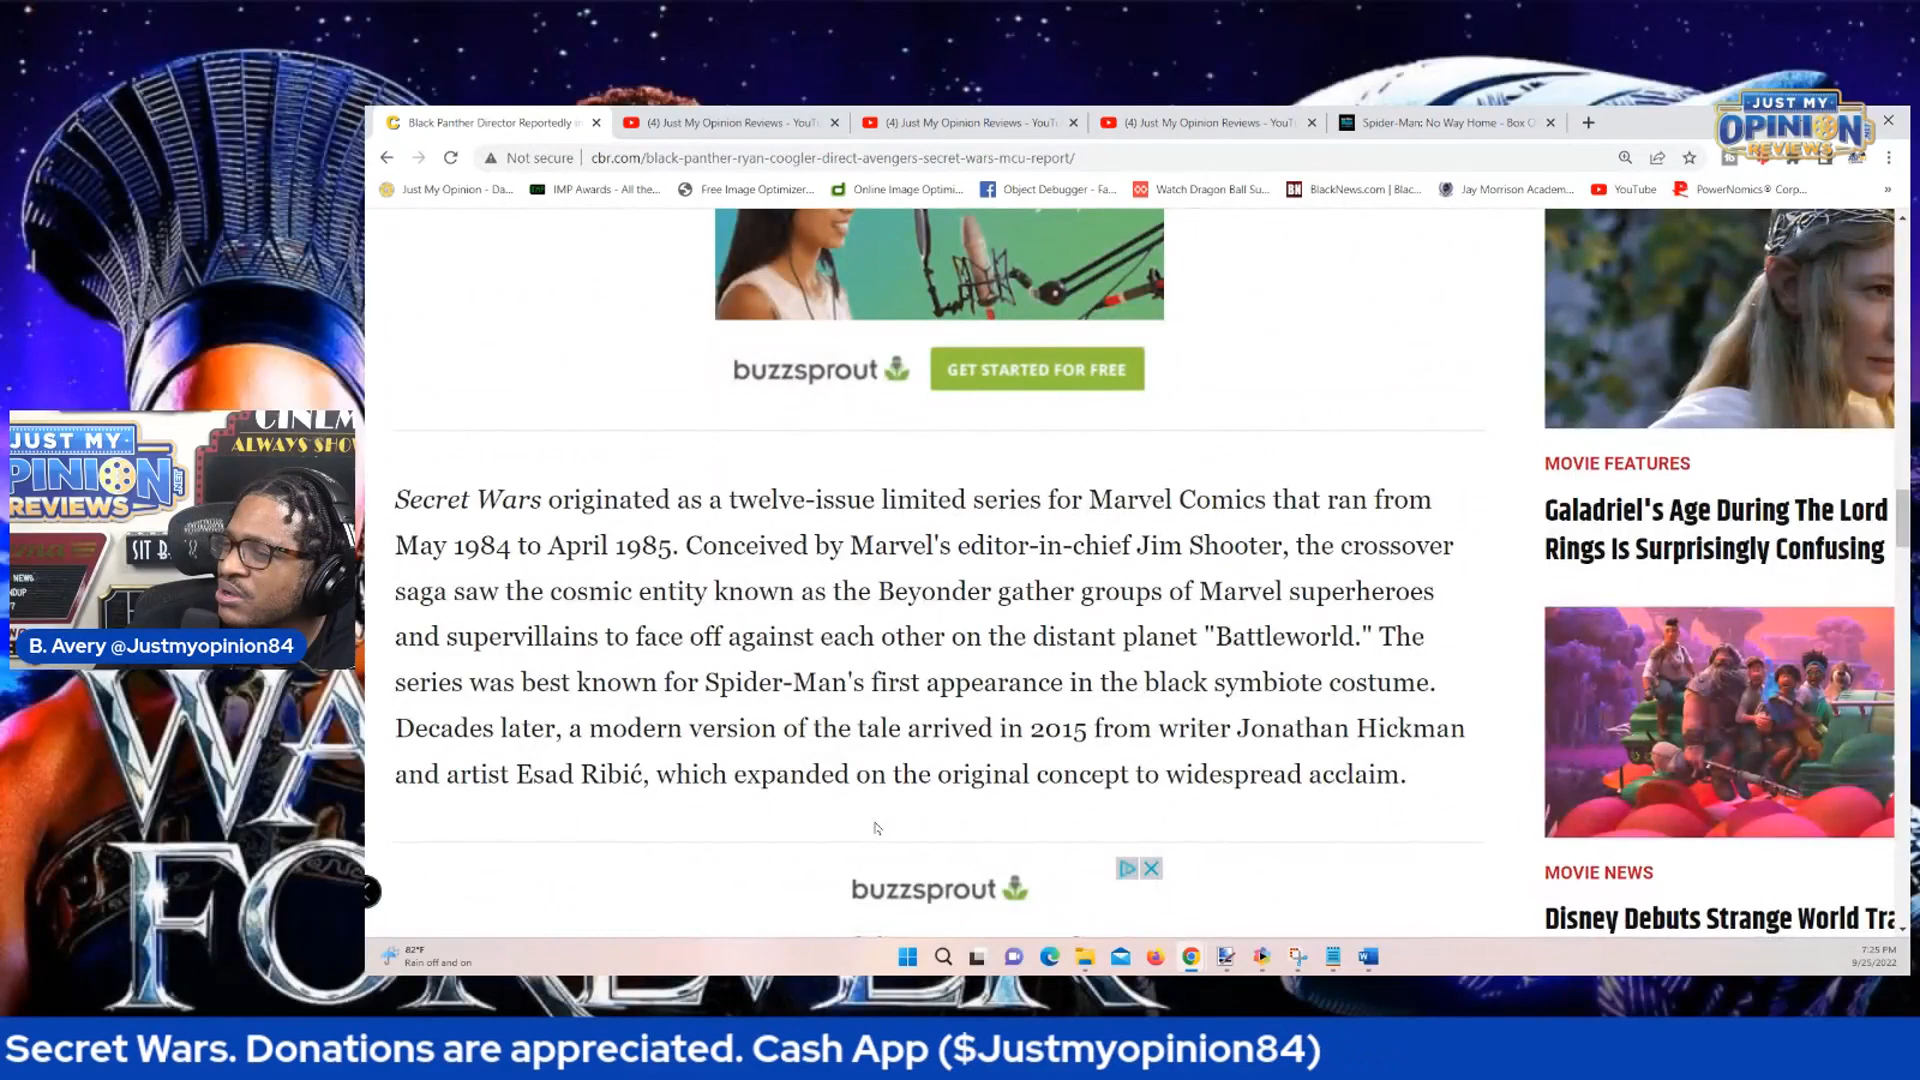 JUST MY
OPINION
REVIEWS
Black Panther Director Reportedly in
(4) Just My Opinion Reviews - YouTu
(4) Just My Opinion Reviews - YouTu
(4) Just My Opinion Reviews - YouTu
Spider-Man: No Way Home - Box O
Not secure
cbr.com/black-panther-ryan-coogler-direct-avengers-secret-wars-mcu-report/
Just My Opinion - Da...
IMP Awards - All the...
Free Image Optimizer...
Online Image Optimi...
Object Debugger - Fa...
Watch Dragon Ball Su...
BlackNews.com | Blac...
Jay Morrison Academ...
YouTube
PowerNomics® Corp...
»
buzzsprout
GET STARTED FOR FREE
Secret Wars originated as a twelve-issue limited series for Marvel Comics that ran from
May 1984 to April 1985. Conceived by Marvel's editor-in-chief Jim Shooter, the crossover
saga saw the cosmic entity known as the Beyonder gather groups of Marvel superheroes
and supervillains to face off against each other on the distant planet "Battleworld." The
series was best known for Spider-Man's first appearance in the black symbiote costume.
Decades later, a modern version of the tale arrived in 2015 from writer Jonathan Hickman
and artist Esad Ribić, which expanded on the original concept to widespread acclaim.
buzzsprout
MOVIE FEATURES
Galadriel's Age During The Lord
Rings Is Surprisingly Confusing
MOVIE NEWS
Disney Debuts Strange World Tra
82°F
Rain off and on
7:25 PM
9/25/2022
JUST MY
OPINION
.NET
REVIEWS
CINEM
ALWAYS SHO
SIT B
NEWS
B. Avery @Justmyopinion84
WA
FOREVER
Secret Wars. Donations are appreciated. Cash App ($Justmyopinion84)